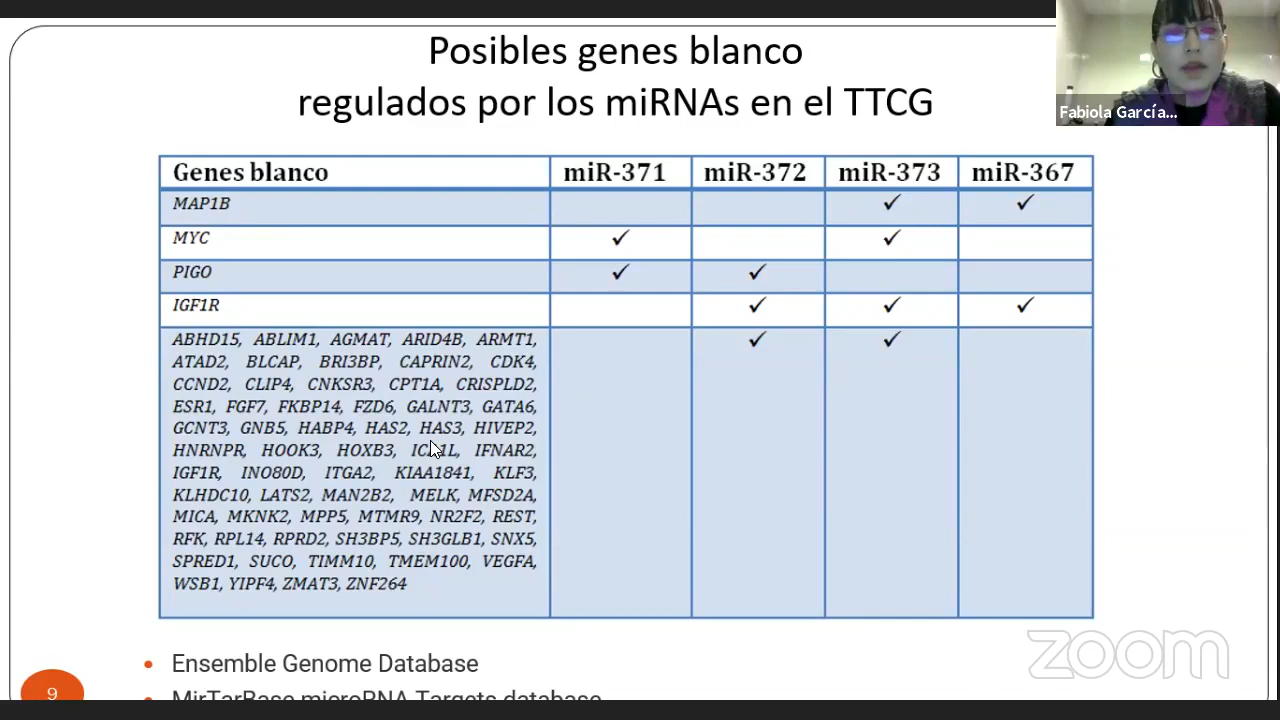 Posibles genes blanco
regulados por los miRNAs en el TTCG
Fabiola García...
Genes blanco miR-371 miR-372 miR-373 miR-367
MAP1B ✓ ✓
MYC ✓ ✓
PIGO ✓ ✓
IGF1R ✓ ✓ ✓
ABHD15, ABLIM1, AGMAT, ARID4B, ARMT1, ✓ ✓
ATAD2, BLCAP, BRI3BP, CAPRIN2, CDK4,
CCND2, CLIP4, CNKSR3, CPT1A, CRISPLD2,
ESR1, FGF7, FKBP14, FZD6, GALNT3, GATA6,
GCNT3, GNB5, HABP4, HAS2, HAS3, HIVEP2,
HNRNPR, HOOK3, HOXB3, IFNAR2,
IGF1R, INO80D, ITGA2, KIAA1841, KLF3,
KLHDC10, LATS2, MAN2B2, MELK, MFSD2A,
MICA, MKNK2, MPP5, MTMR9, NR2F2, REST,
RFK, RPL14, RPRD2, SH3BP5, SH3GLB1, SNX5,
SPRED1, SUCO, TIMM10, TMEM100, VEGFA,
WSB1, YIPF4, ZMAT3, ZNF264
zoom
• Ensemble Genome Database
• MirTarBase microRNA Targets database
9